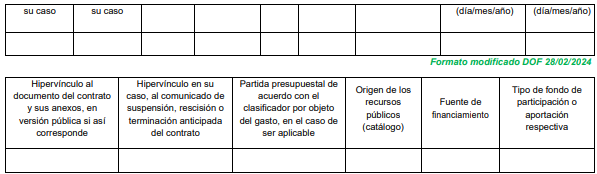 su caso su caso (día/mes/año) (día/mes/año)
Formato modificado DOF 28/02/2024
Hipervínculo al
documento del contrato
y sus anexos, en
versión pública si así
corresponde
Hipervínculo en su
caso, al comunicado de
suspensión, rescisión o
terminación anticipada
del contrato
Partida presupuestal de
acuerdo con el
clasificador por objeto
del gasto, en el caso de
ser aplicable
Origen de los
recursos
públicos
(catálogo)
Fuente de
financiamiento
Tipo de fondo de
participación o
aportación
respectiva